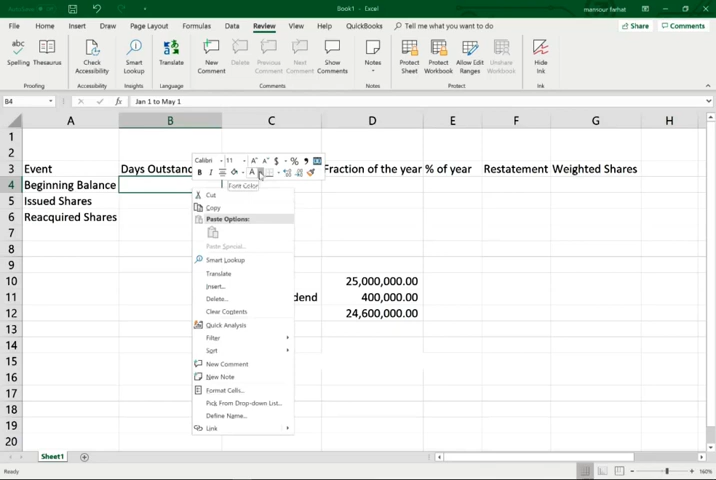 AutoSave
Book1 - Excel
mansour farhat
File Home Insert Draw Page Layout Formulas Data Review View Help QuickBooks Tell me what you want to do Share Comments
abc
Spelling Thesaurus Check Accessibility Smart Lookup Translate New Comment Delete Previous Comment Next Comment Show Comments Notes Protect Sheet Protect Workbook Allow Edit Ranges Unshare Workbook Hide Ink
Proofing Accessibility Insights Language Comments Notes Protect Ink
B4 fx Jan 1 to May 1
A B C D E F G H
1
2
3 Event Days Outstan Fraction of the year % of year Restatement Weighted Shares
Calibri 11 A A $ % ,
B I A
Font Color
4 Beginning Balance
5 Issued Shares
6 Reacquired Shares
7
8
9
10 25,000,000.00
11 dend 400,000.00
12 24,600,000.00
13
14
15
16
17
18
19
20
Cut
Copy
Paste Options:
Paste Special...
Smart Lookup
Translate
Insert...
Delete...
Clear Contents
Quick Analysis
Filter
Sort
New Comment
New Note
Format Cells...
Pick From Drop-down List...
Define Name...
Link
Sheet1
Ready
160%